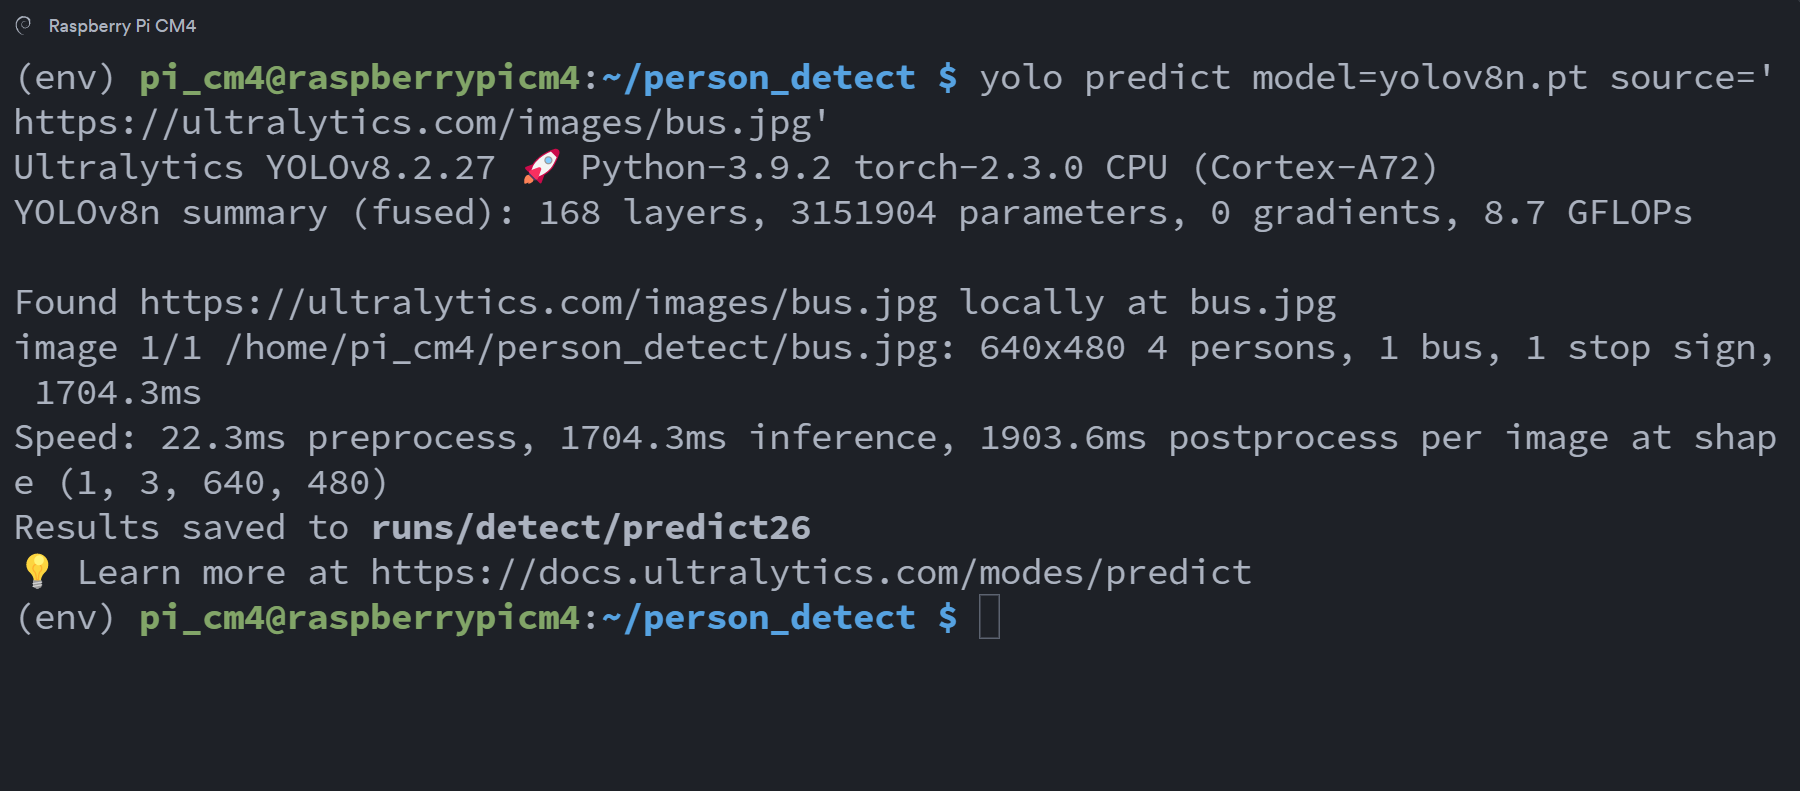 Raspberry Pi CM4
(env) pi_cm4@raspberrypicm4:~/person_detect $ yolo predict model=yolov8n.pt source='
https://ultralytics.com/images/bus.jpg'
Ultralytics YOLOv8.2.27 🚀 Python-3.9.2 torch-2.3.0 CPU (Cortex-A72)
YOLOv8n summary (fused): 168 layers, 3151904 parameters, 0 gradients, 8.7 GFLOPs
Found https://ultralytics.com/images/bus.jpg locally at bus.jpg
image 1/1 /home/pi_cm4/person_detect/bus.jpg: 640x480 4 persons, 1 bus, 1 stop sign,
 1704.3ms
Speed: 22.3ms preprocess, 1704.3ms inference, 1903.6ms postprocess per image at shap
e (1, 3, 640, 480)
Results saved to runs/detect/predict26
💡 Learn more at https://docs.ultralytics.com/modes/predict
(env) pi_cm4@raspberrypicm4:~/person_detect $